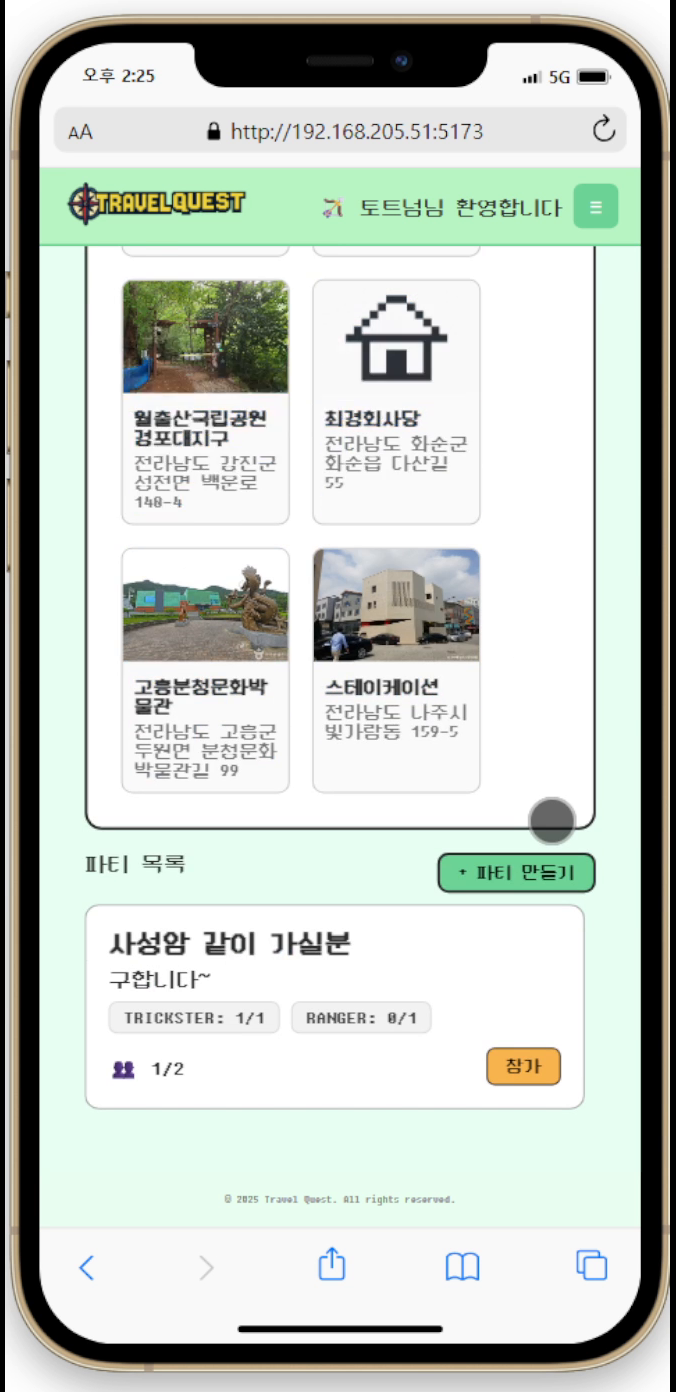 오후 2:25
5G
AA
http://192.168.205.51:5173
TRAVEL QUEST
토트넘님 환영합니다
월출산국립공원
경포대지구
전라남도 강진군
성전면 백운로
148-4
최경회사당
전라남도 화순군
화순읍 다산길
55
고흥분청문화박
물관
전라남도 고흥군
두원면 분청문화
박물관길 99
스테이케이션
전라남도 나주시
빛가람동 159-5
파티 목록
+ 파티 만들기
사성암 같이 가실분
구합니다~
TRICKSTER: 1/1
RANGER: 0/1
1/2
참가
© 2025 Travel Quest. All rights reserved.